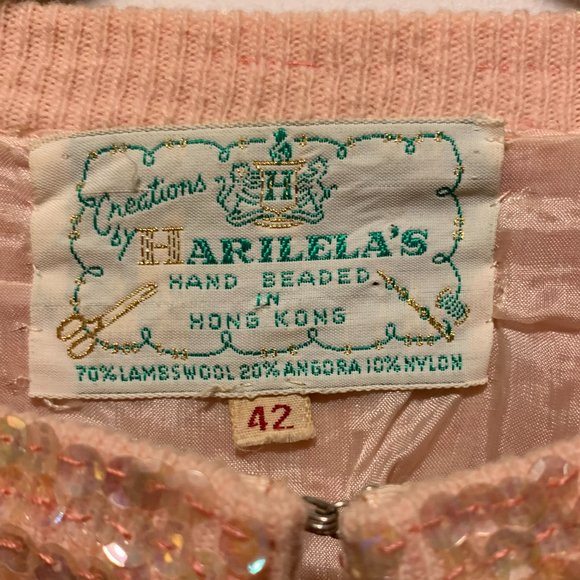 H
Creations
by HARILELA'S
HAND BEADED
IN
HONG KONG
70% LAMBSWOOL 20% ANGORA 10% NYLON
42